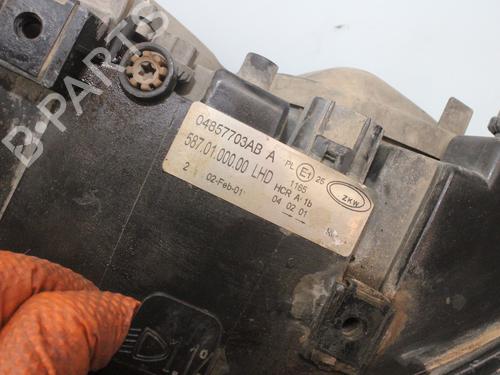 B-PARTS
04857703AB A
587.01.000.00 LHD
2 02-Feb-01
PL E1 25
1165
HCR A/1b
04 02 01
ZKW